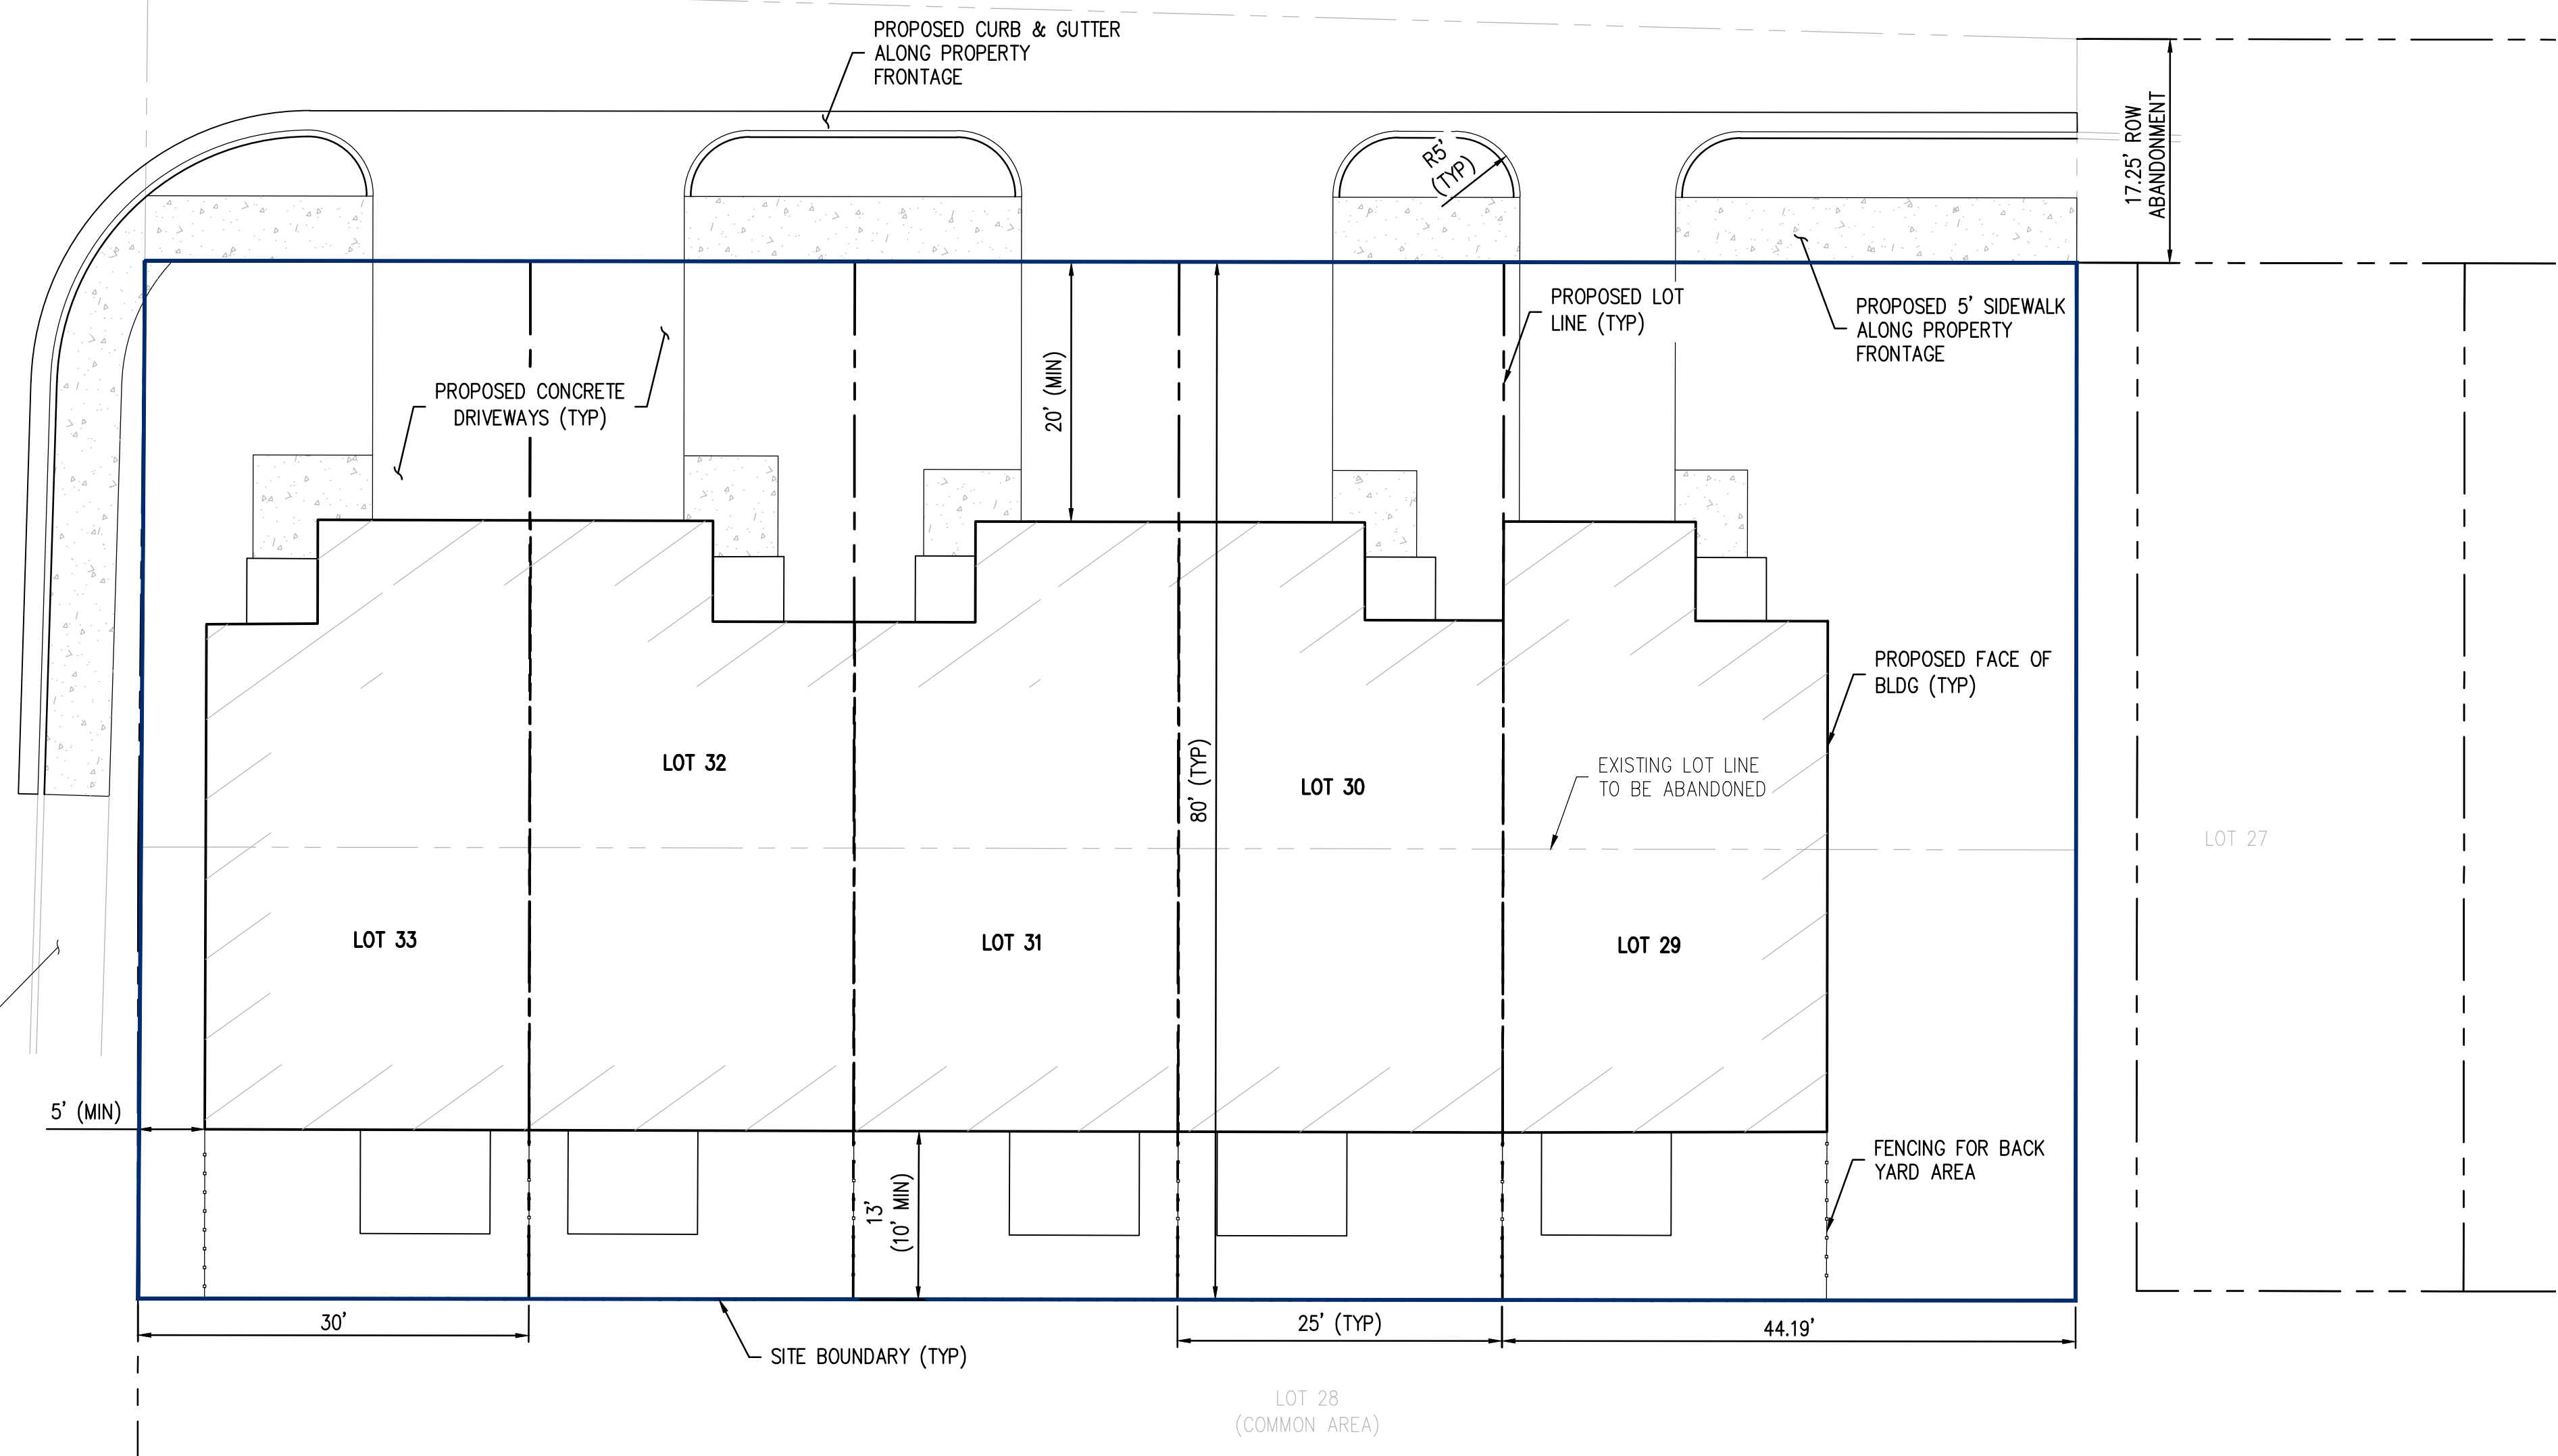 PROPOSED CURB & GUTTER
ALONG PROPERTY
FRONTAGE
17.25' ROW
ABANDONMENT
R5'
(TYP)
PROPOSED LOT
LINE (TYP)
PROPOSED 5' SIDEWALK
ALONG PROPERTY
FRONTAGE
20' (MIN)
PROPOSED CONCRETE
DRIVEWAYS (TYP)
PROPOSED FACE OF
BLDG (TYP)
LOT 32
80' (TYP)
LOT 30
EXISTING LOT LINE
TO BE ABANDONED
LOT 27
LOT 33
LOT 31
LOT 29
5' (MIN)
13'
(10' MIN)
FENCING FOR BACK
YARD AREA
30'
25' (TYP)
44.19'
SITE BOUNDARY (TYP)
LOT 28
(COMMON AREA)